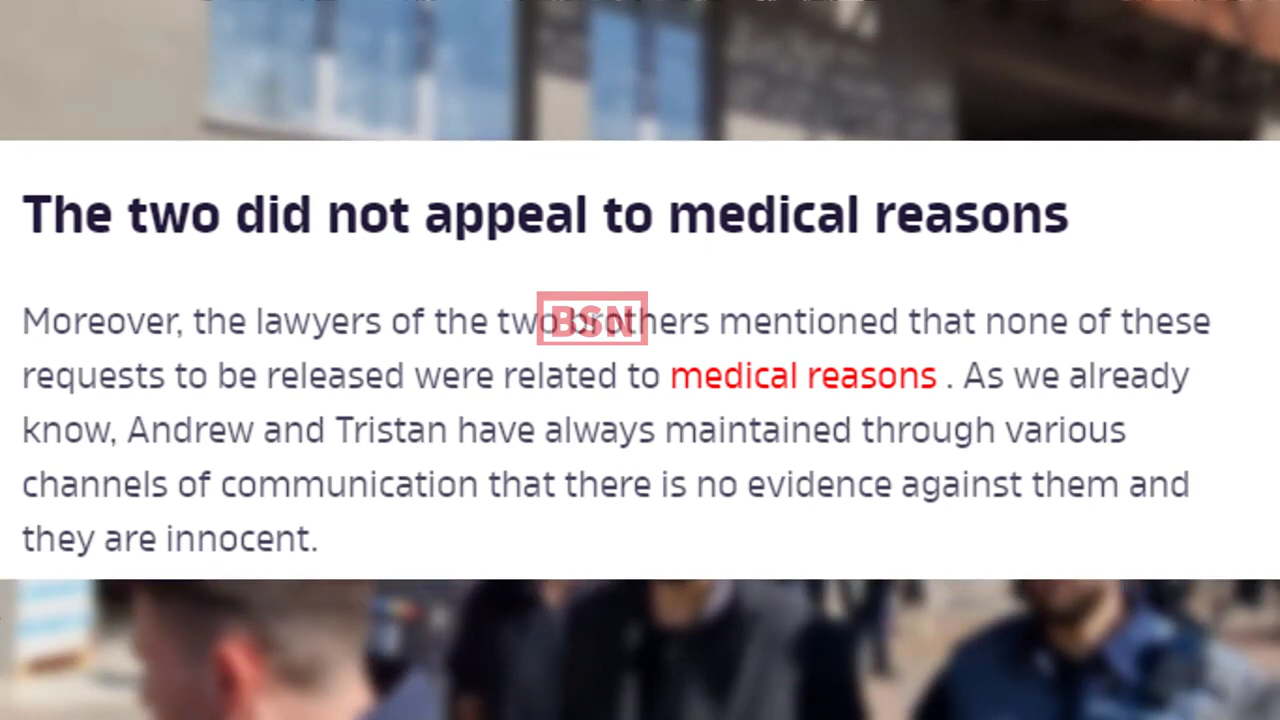 The two did not appeal to medical reasons
Moreover, the lawyers of the two brothers mentioned that none of these
BSN
requests to be released were related to medical reasons . As we already
know, Andrew and Tristan have always maintained through various
channels of communication that there is no evidence against them and
they are innocent.